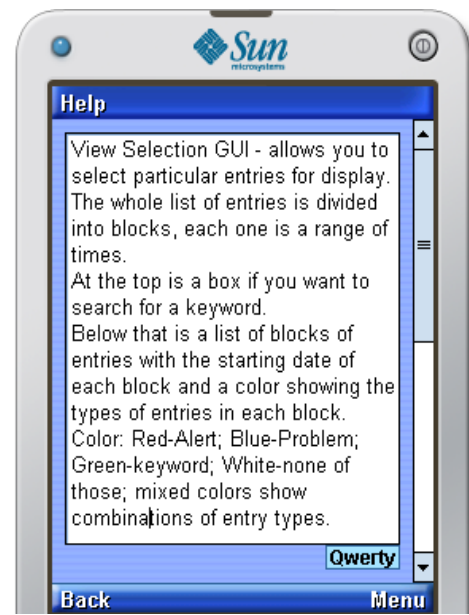 Sun
microsystems
Help
View Selection GUI - allows you to
select particular entries for display.
The whole list of entries is divided
into blocks, each one is a range of
times.
At the top is a box if you want to
search for a keyword.
Below that is a list of blocks of
entries with the starting date of
each block and a color showing the
types of entries in each block.
Color: Red-Alert; Blue-Problem;
Green-keyword; White-none of
those; mixed colors show
combinations of entry types.
Qwerty
Back Menu